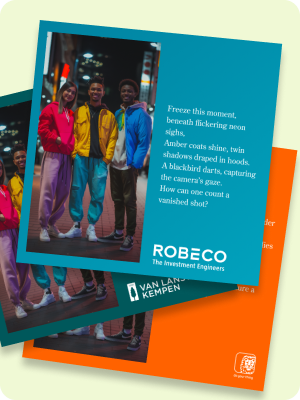 Freeze this moment,
beneath flickering neon
sighs,
Amber coats shine, twin
shadows draped in hoods.
A blackbird darts, capturing
the camera's gaze.
How can one count a
vanished shot?
ROBECO
The Investment Engineers
VAN LANS
KEMPEN